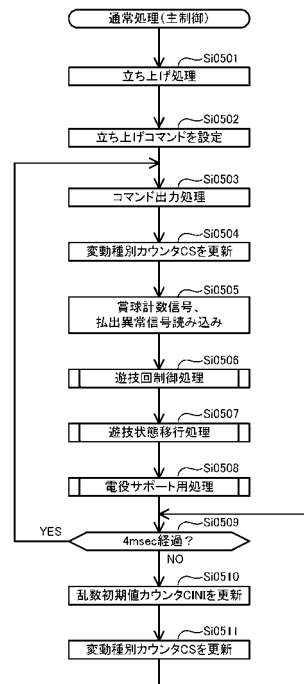 通常処理(主制御)
Si0501
立ち上げ処理
Si0502
立ち上げコマンドを設定
Si0503
コマンド出力処理
Si0504
変動種別カウンタCSを更新
Si0505
賞球計数信号、
払出異常信号読み込み
Si0506
遊技回制御処理
Si0507
遊技状態移行処理
Si0508
電役サポート用処理
Si0509
YES
4msec経過?
NO
Si0510
乱数初期値カウンタCINIを更新
Si0511
変動種別カウンタCSを更新